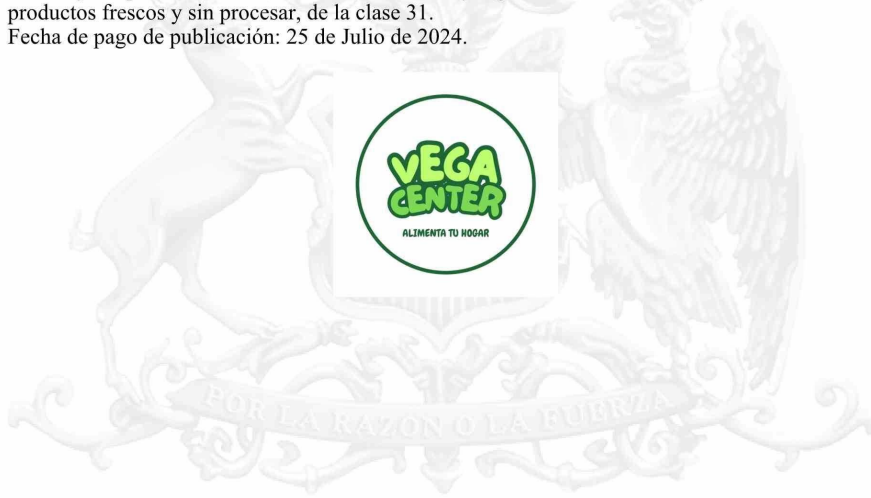 productos frescos y sin procesar, de la clase 31.
Fecha de pago de publicación: 25 de Julio de 2024.
VEGA
CENTER
ALIMENTA TU HOGAR
POR LA RAZON O LA FUERZA